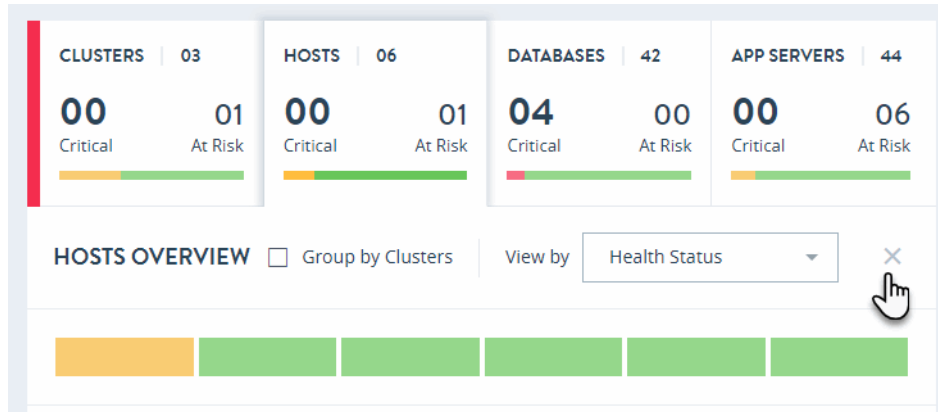 CLUSTERS 03
HOSTS 06
DATABASES 42
APP SERVERS 44
00 01
Critical At Risk
00 01
Critical At Risk
04 00
Critical At Risk
00 06
Critical At Risk
HOSTS OVERVIEW Group by Clusters View by Health Status